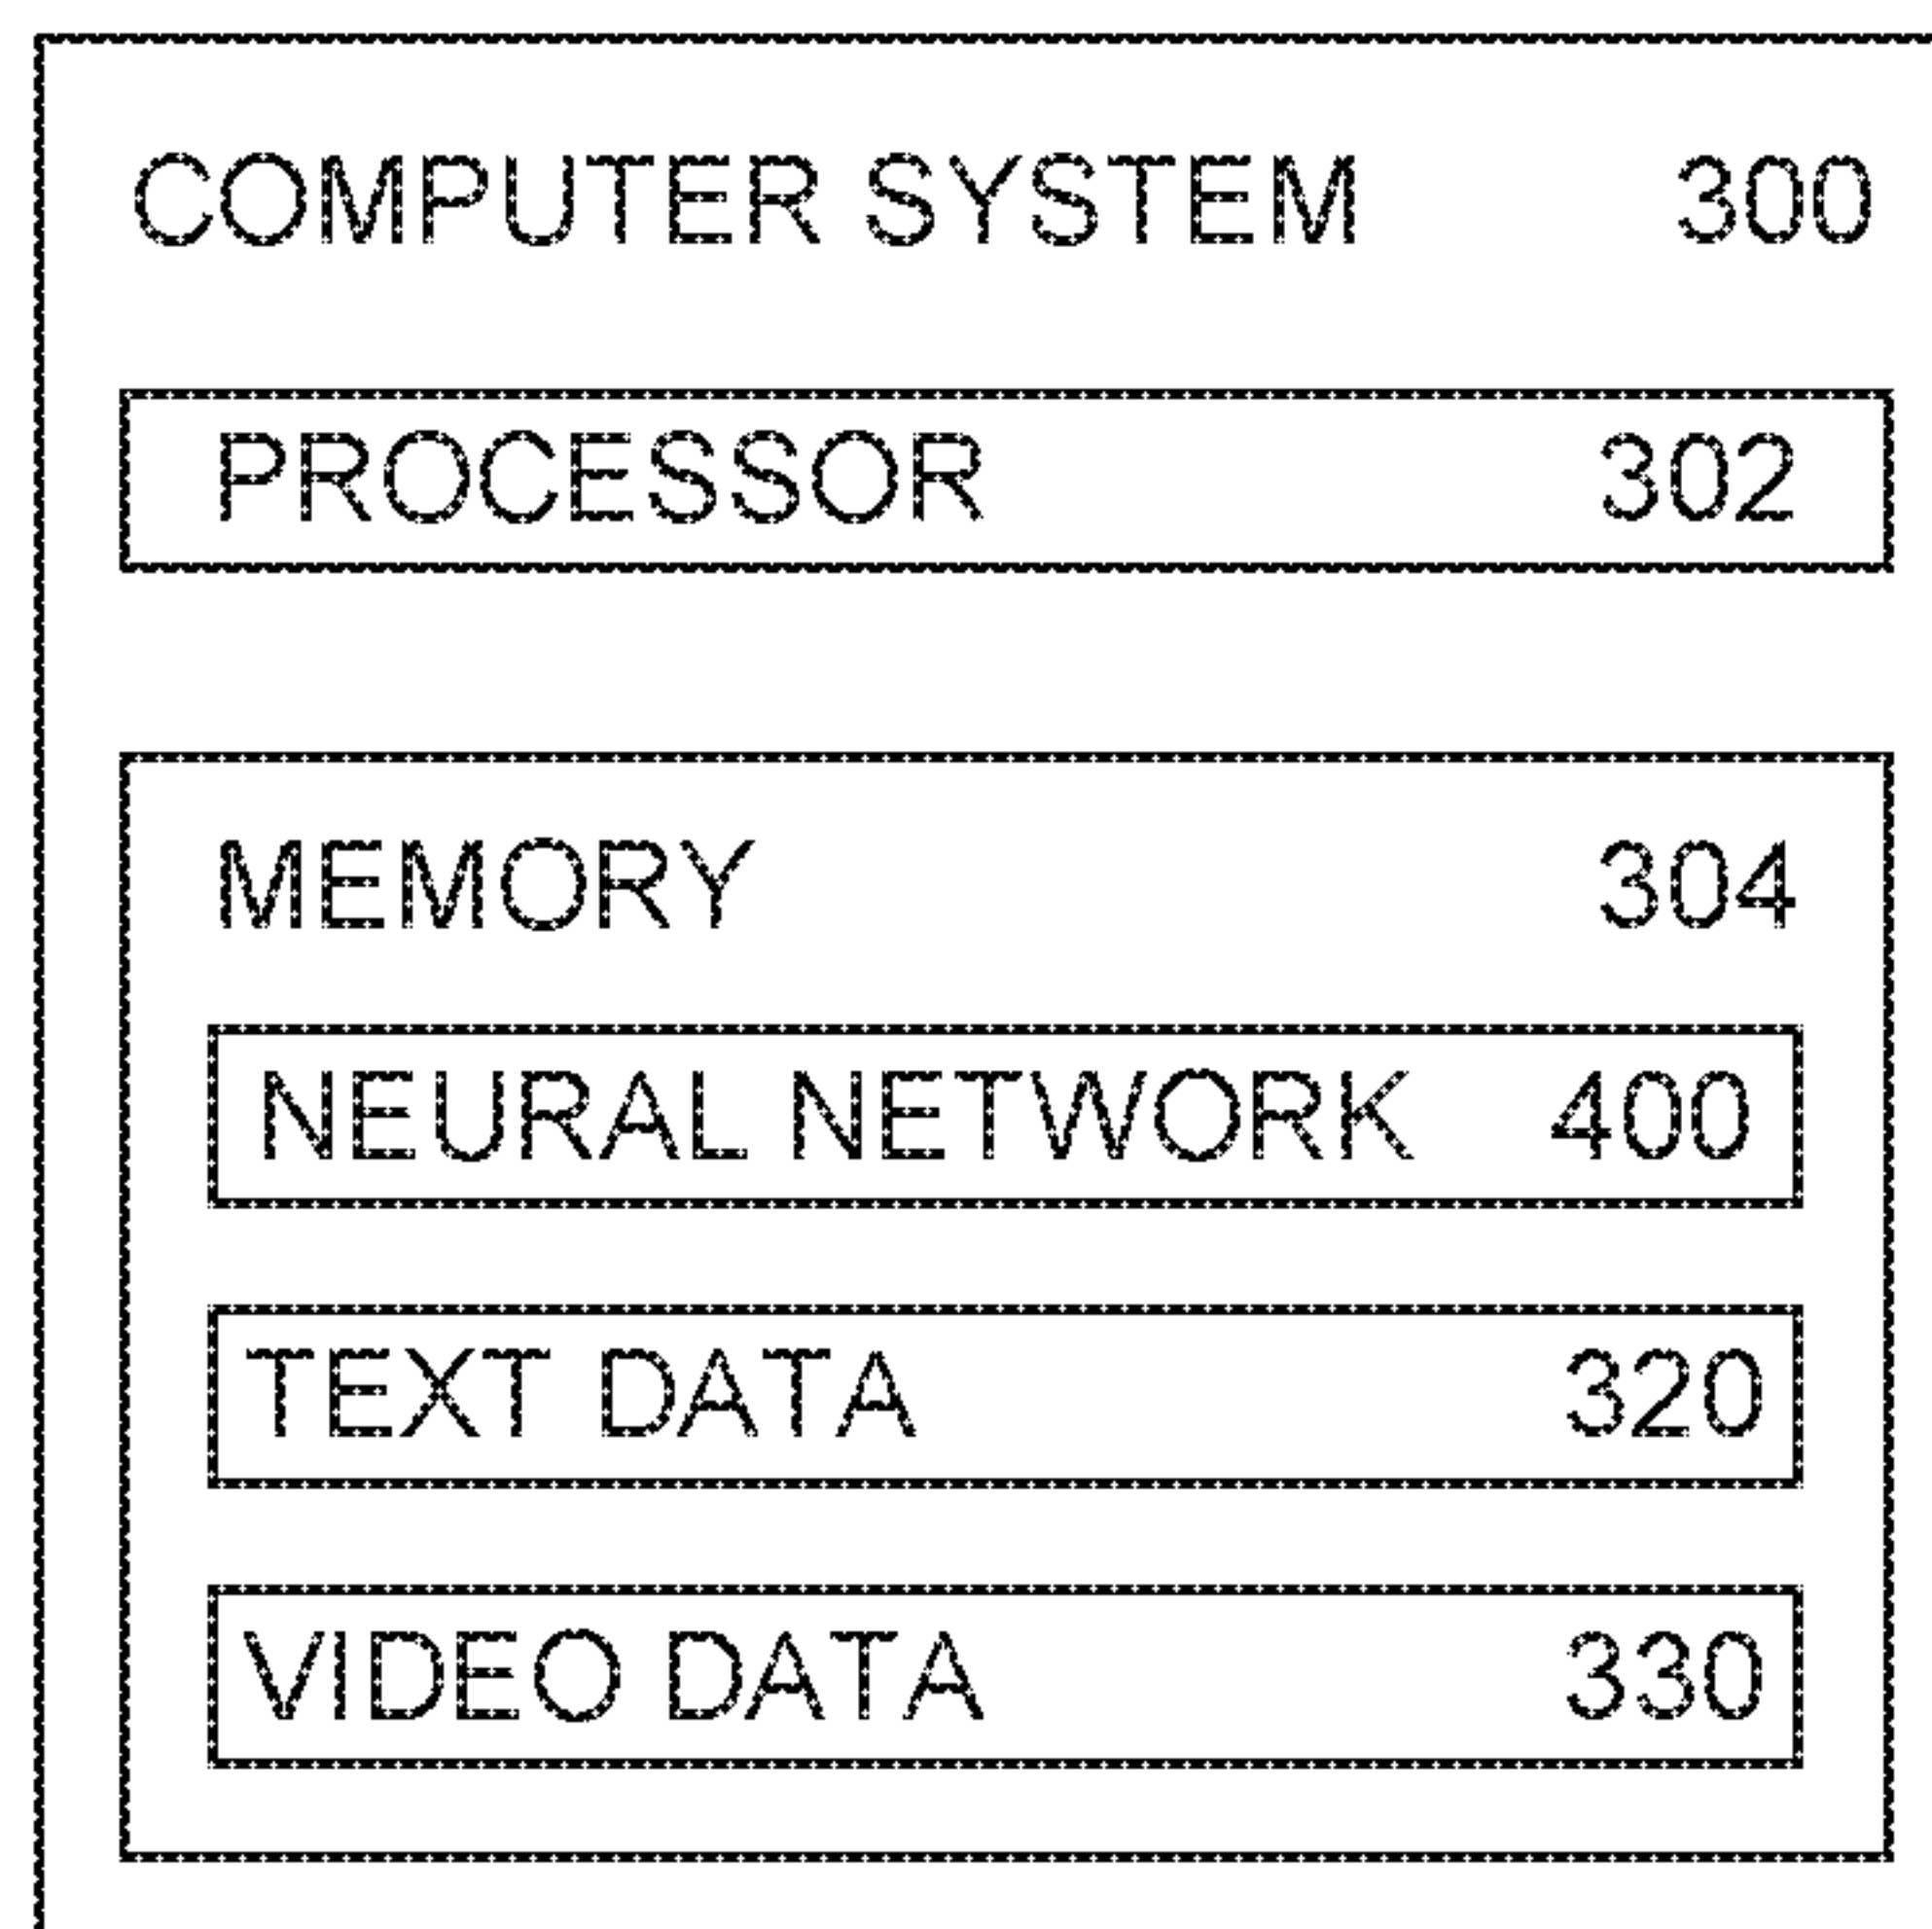 COMPUTER SYSTEM 300
PROCESSOR 302
MEMORY 304
NEURAL NETWORK 400
TEXT DATA 320
VIDEO DATA 330